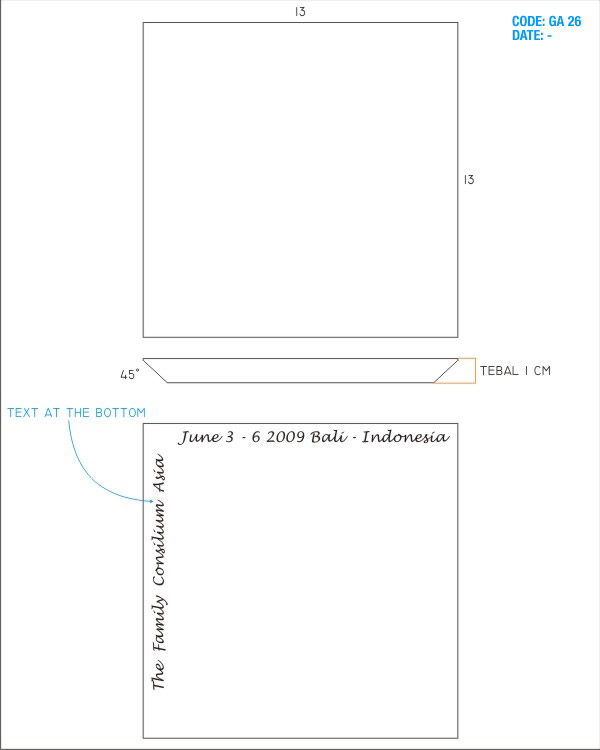 13
CODE: GA 26
DATE: -
13
45°
TEBAL 1 CM
TEXT AT THE BOTTOM
June 3 - 6 2009 Bali - Indonesia
The Family Consilium Asia